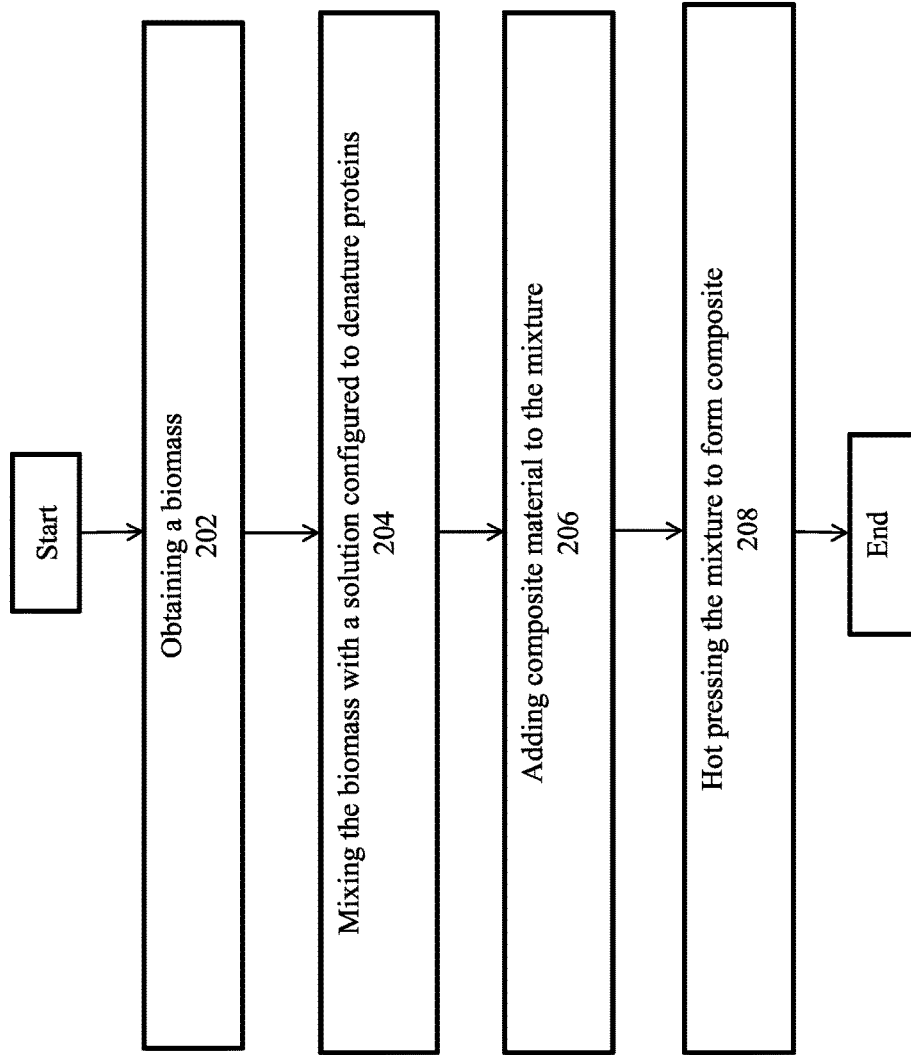 Start
Obtaining a biomass
202
Mixing the biomass with a solution configured to denature proteins
204
Adding composite material to the mixture
206
Hot pressing the mixture to form composite
208
End